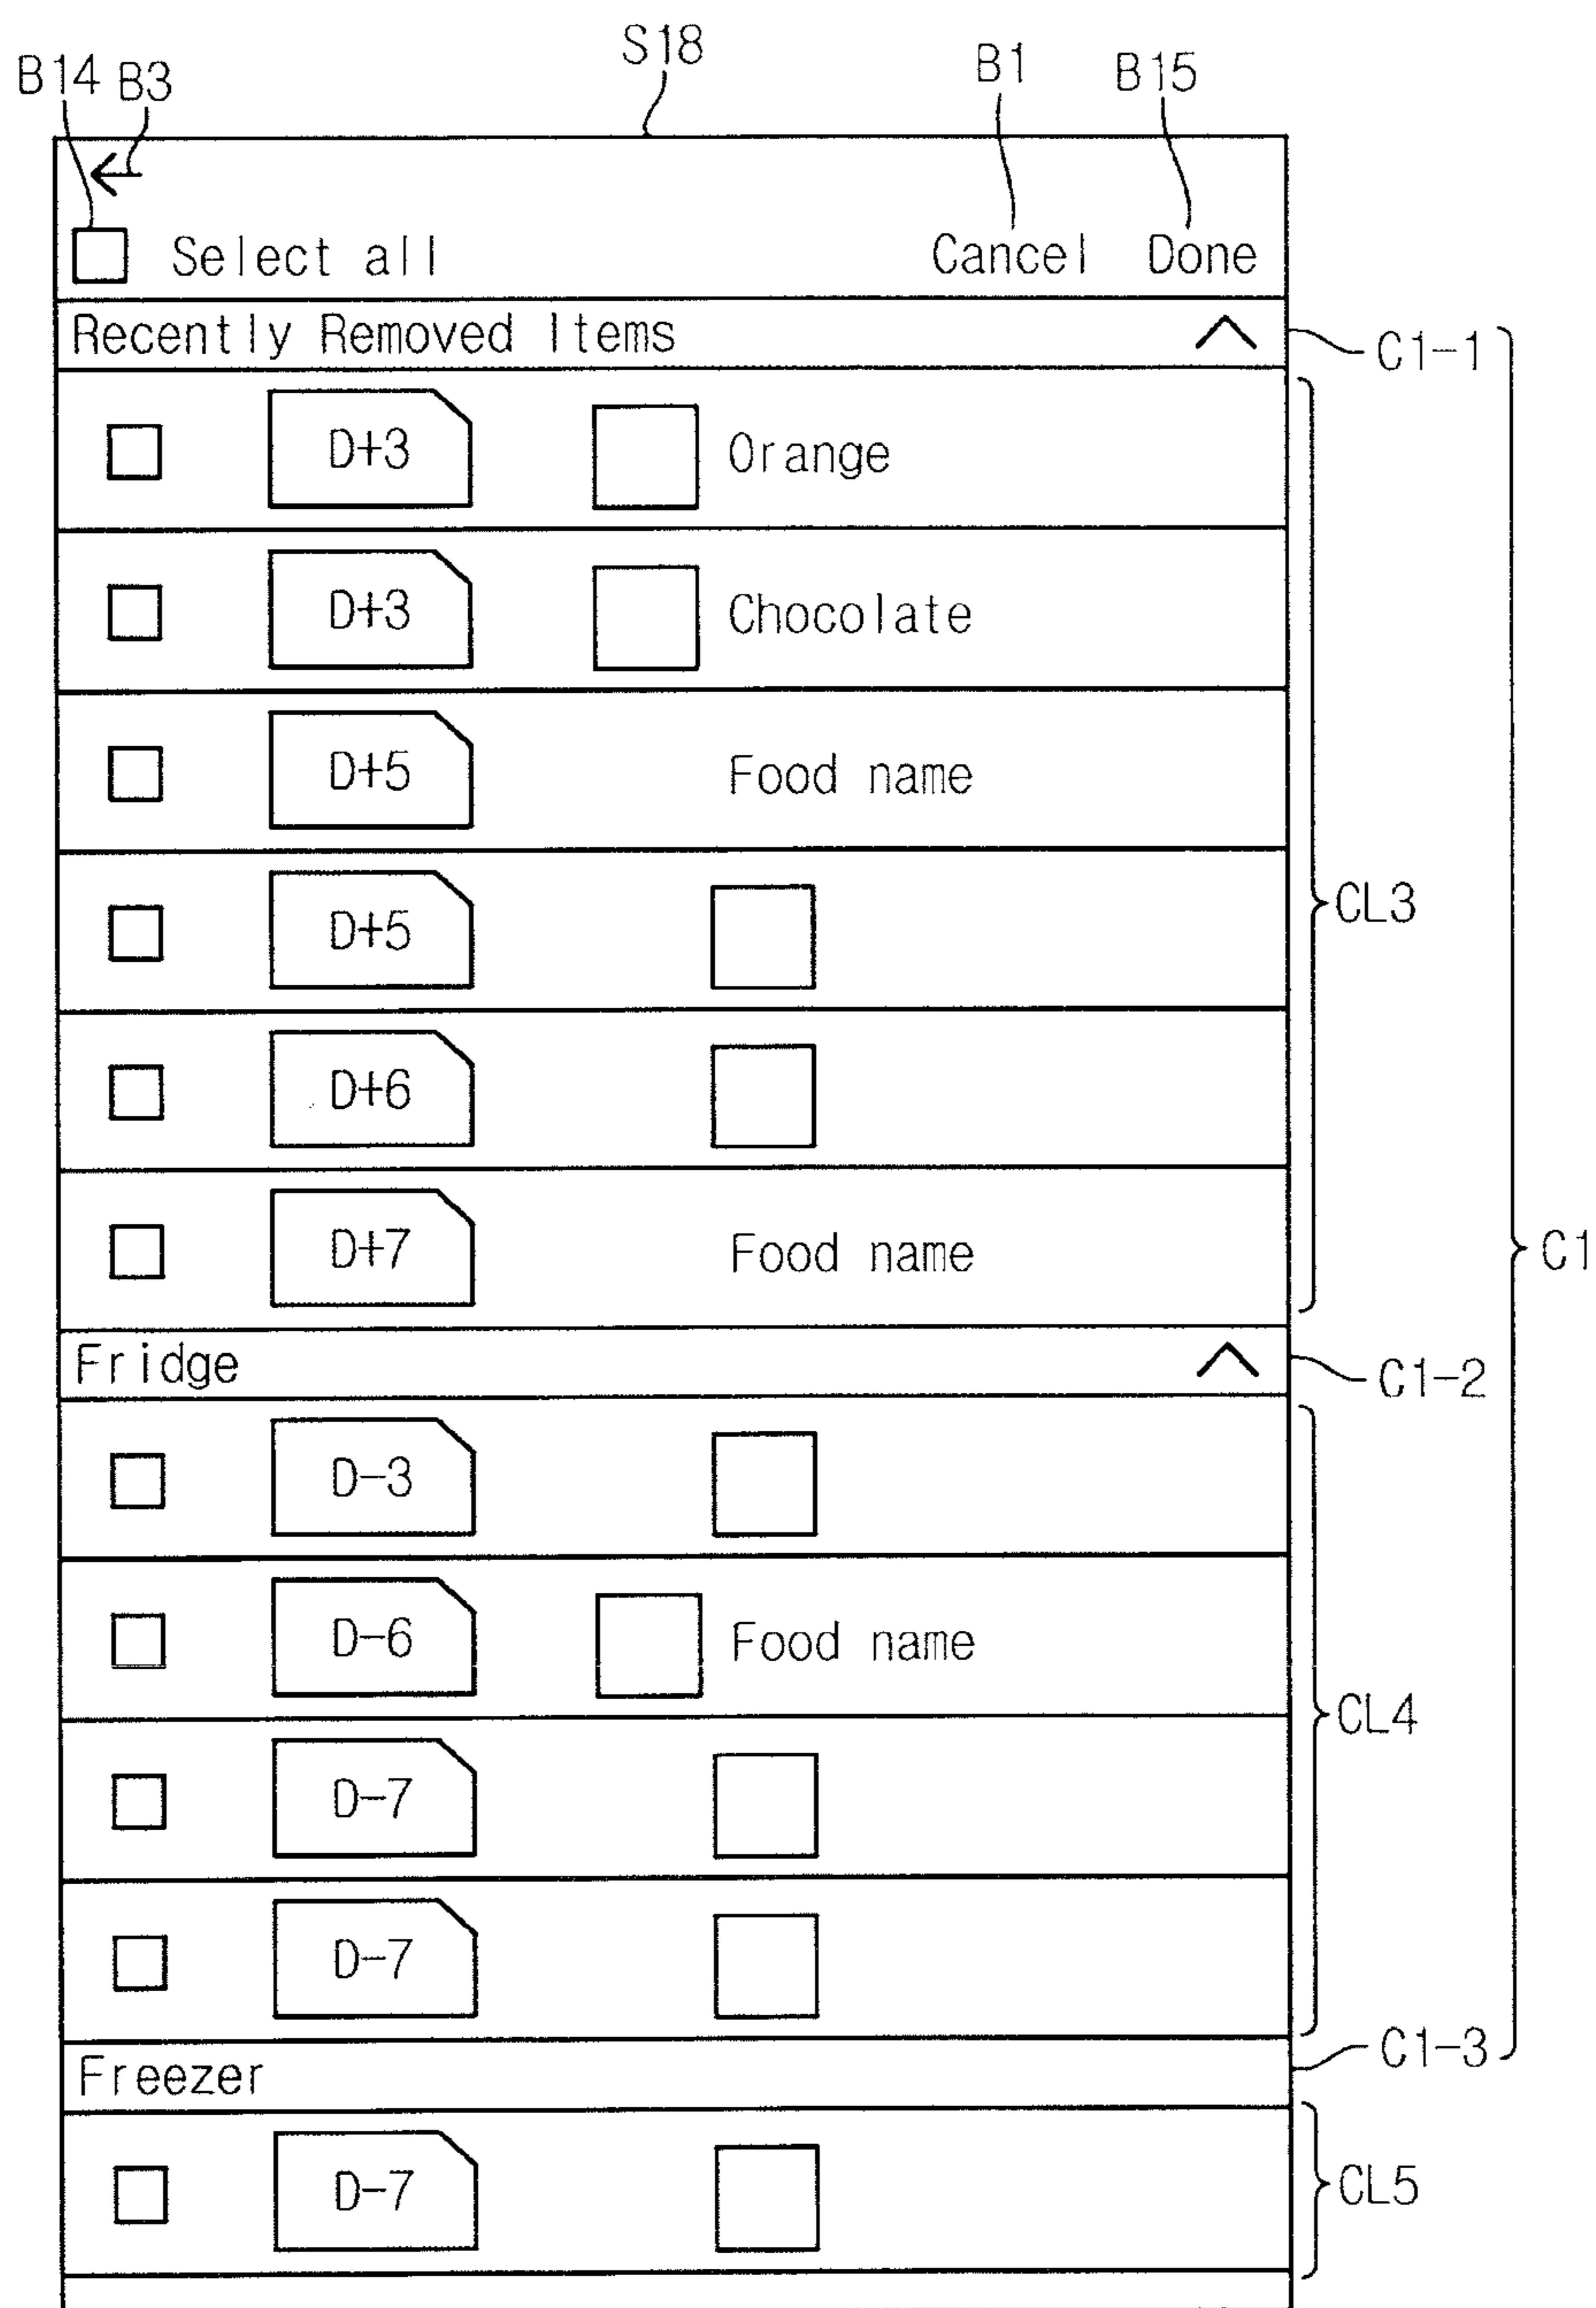 S18
B14 B3 B1 B15
Select all Cancel Done
Recently Removed Items C1-1
D+3 Orange
D+3 Chocolate
D+5 Food name
D+5 CL3
D+6
D+7 Food name
C1
Fridge C1-2
D-3
D-6 Food name
CL4
D-7
D-7
Freezer C1-3
D-7 CL5